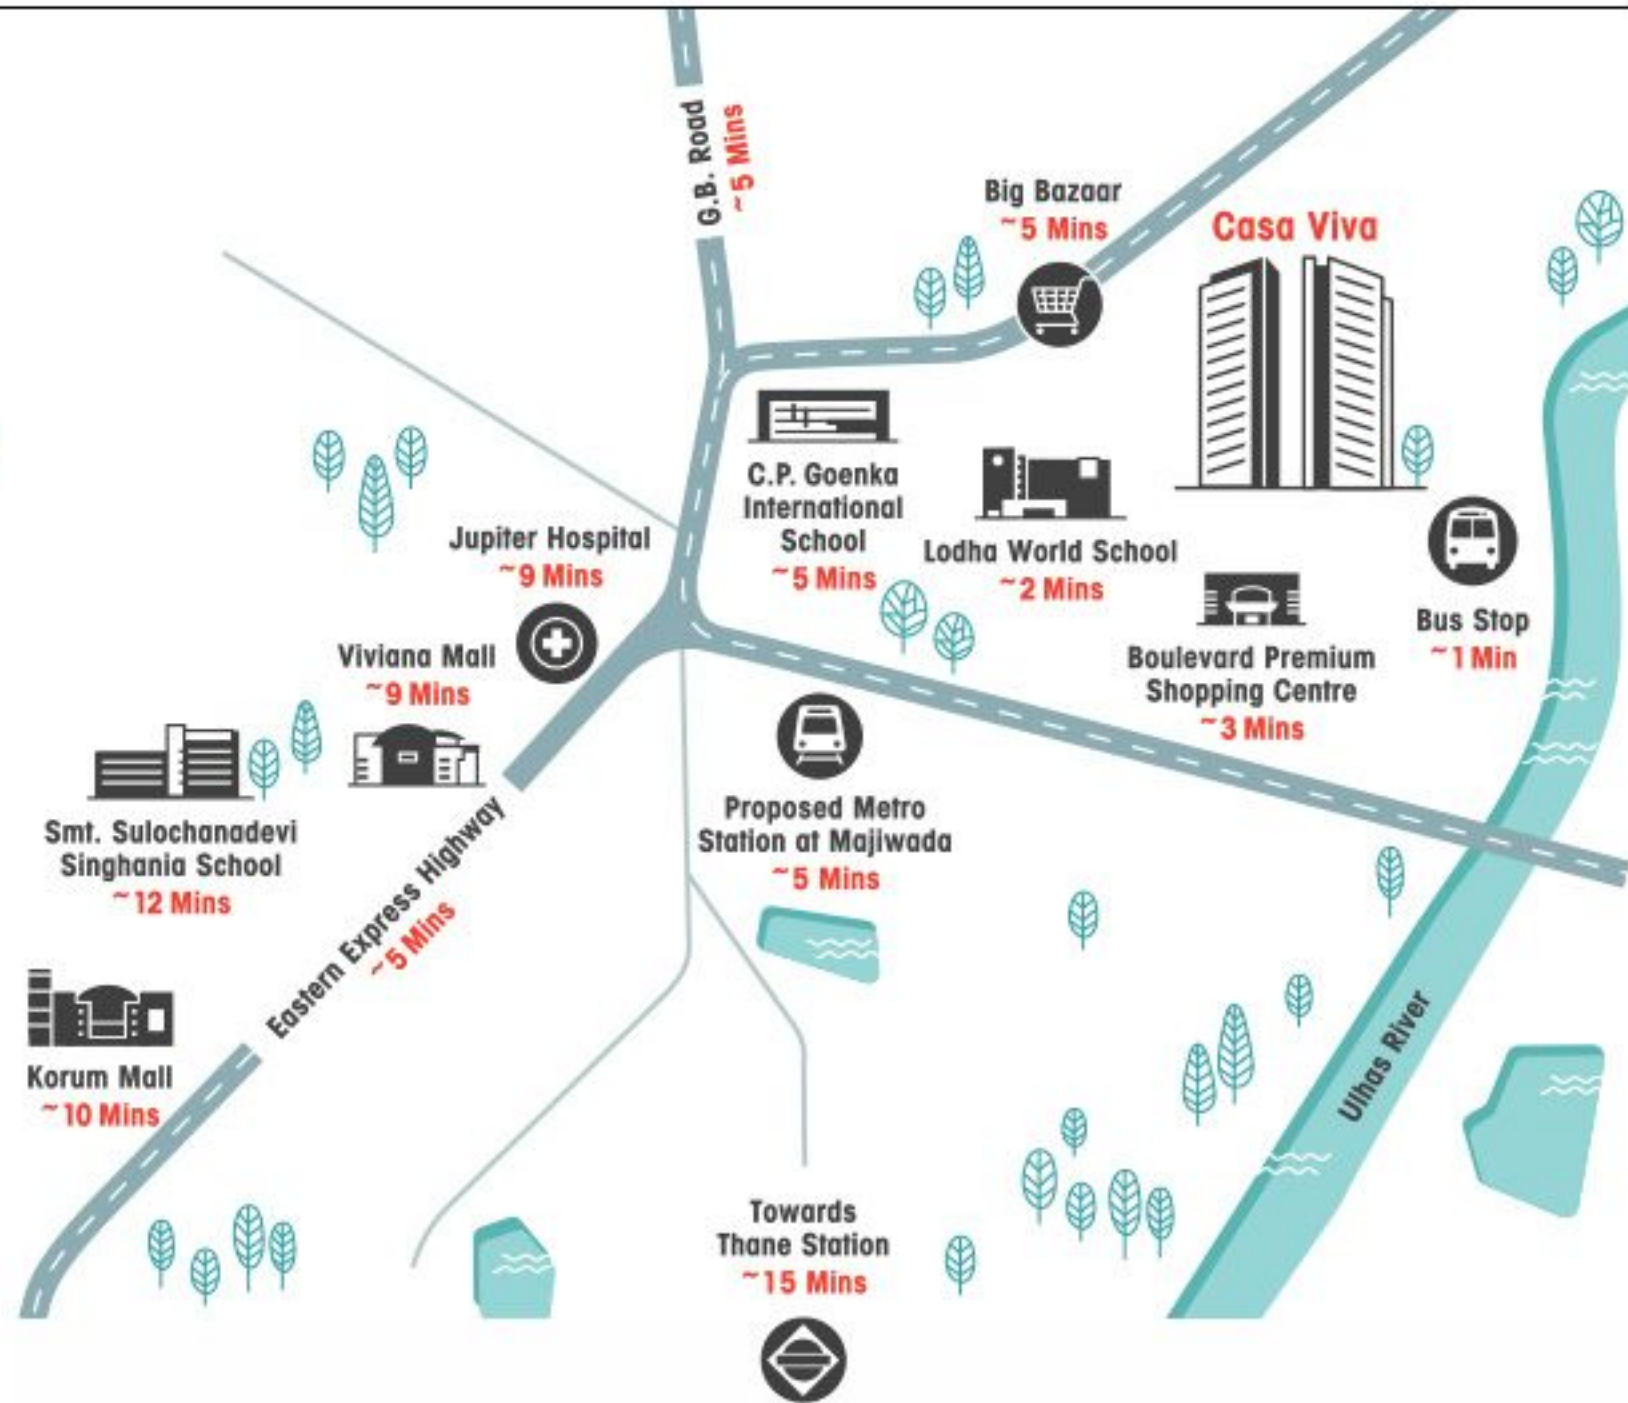 G.B. Road
~5 Mins
Big Bazaar
~5 Mins
Casa Viva
C.P. Goenka
International
School
~5 Mins
Lodha World School
~2 Mins
Jupiter Hospital
~9 Mins
Boulevard Premium
Shopping Centre
~3 Mins
Bus Stop
~1 Min
Viviana Mall
~9 Mins
Smt. Sulochanadevi
Singhania School
~12 Mins
Proposed Metro
Station at Majiwada
~5 Mins
Eastern Express Highway
~5 Mins
Korum Mall
~10 Mins
Ulhas River
Towards
Thane Station
~15 Mins